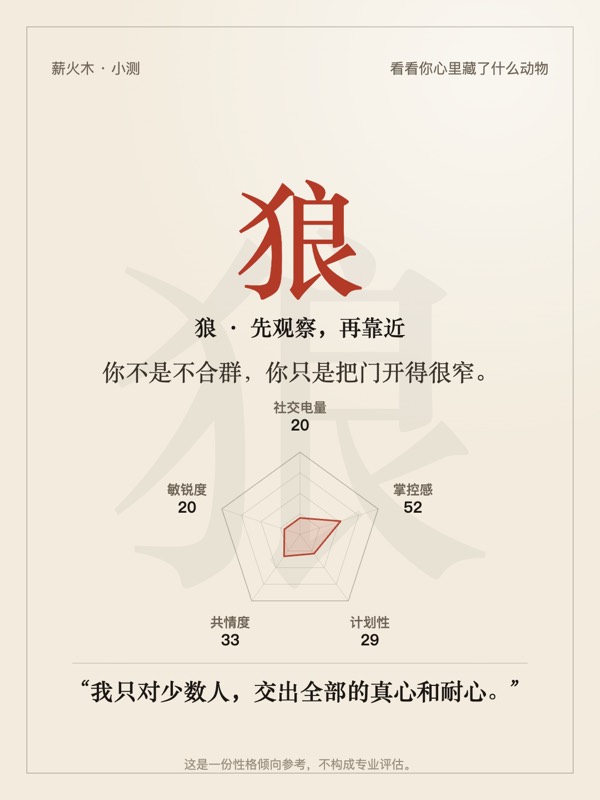 薪火木 · 小测
看看你心里藏了什么动物
狼
狼 · 先观察，再靠近
你不是不合群，你只是把门开得很窄。
社交电量
20
敏锐度
20
掌控感
52
共情度
33
计划性
29
“我只对少数人，交出全部的真心和耐心。”
这是一份性格倾向参考，不构成专业评估。